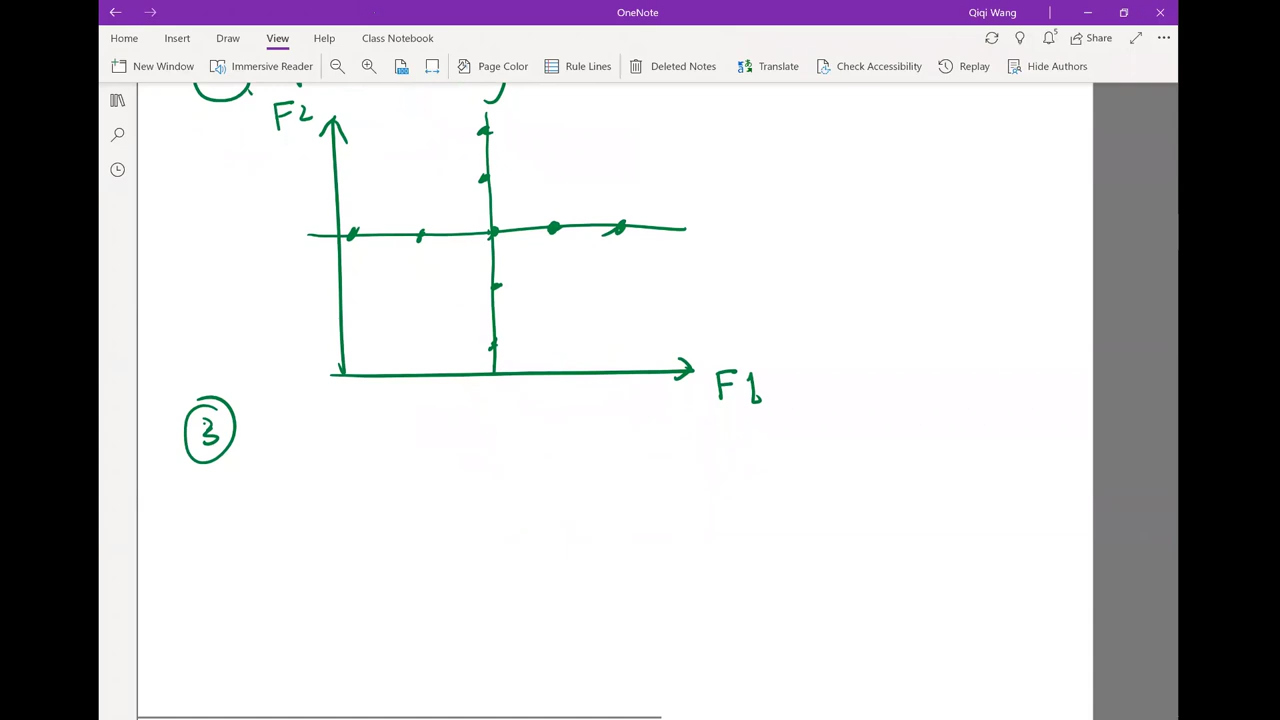 OneNote
Qiqi Wang
Home Insert Draw View Help Class Notebook
5 Share
New Window Immersive Reader Page Color Rule Lines Deleted Notes Translate Check Accessibility Replay Hide Authors
F2
F1
3